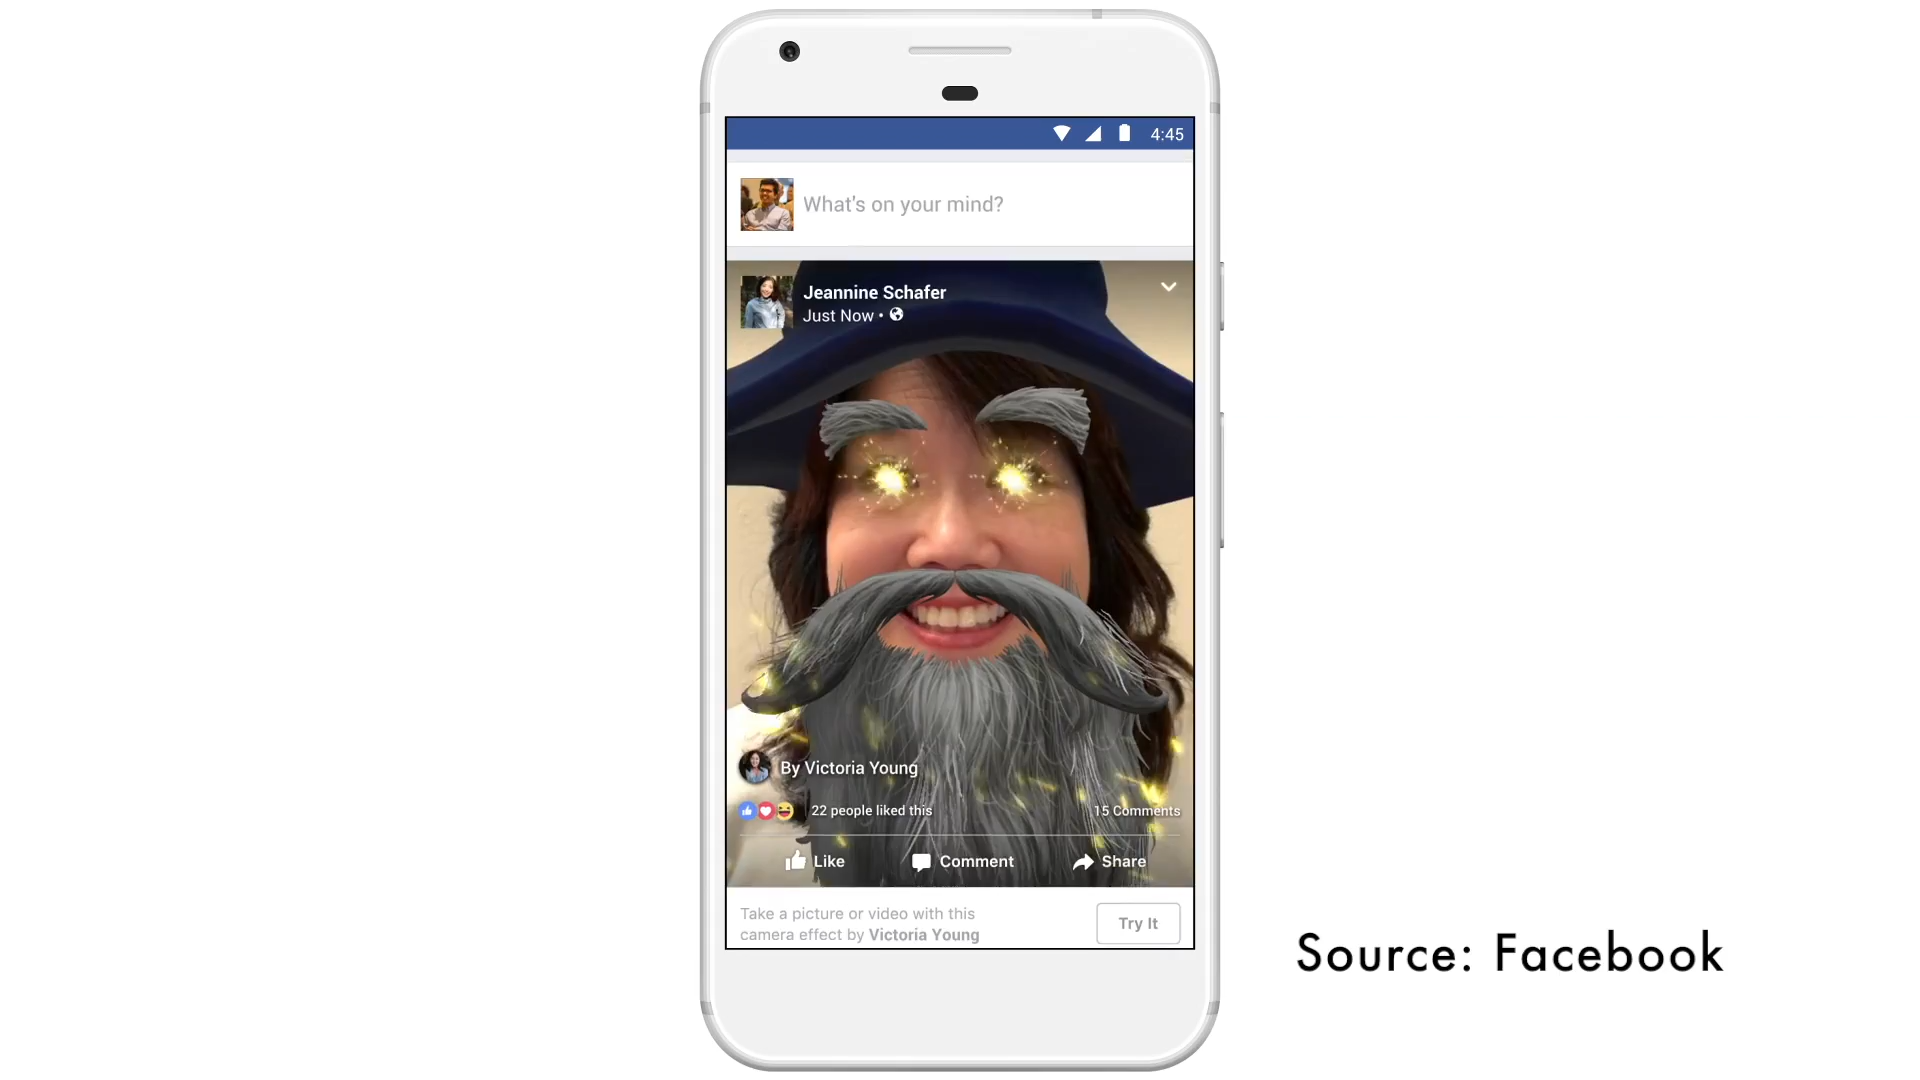 4:45
What's on your mind?
Jeannine Schafer
Just Now •
By Victoria Young
22 people liked this
15 Comments
Like
Comment
Share
Take a picture or video with this
camera effect by Victoria Young
Try It
Source: Facebook